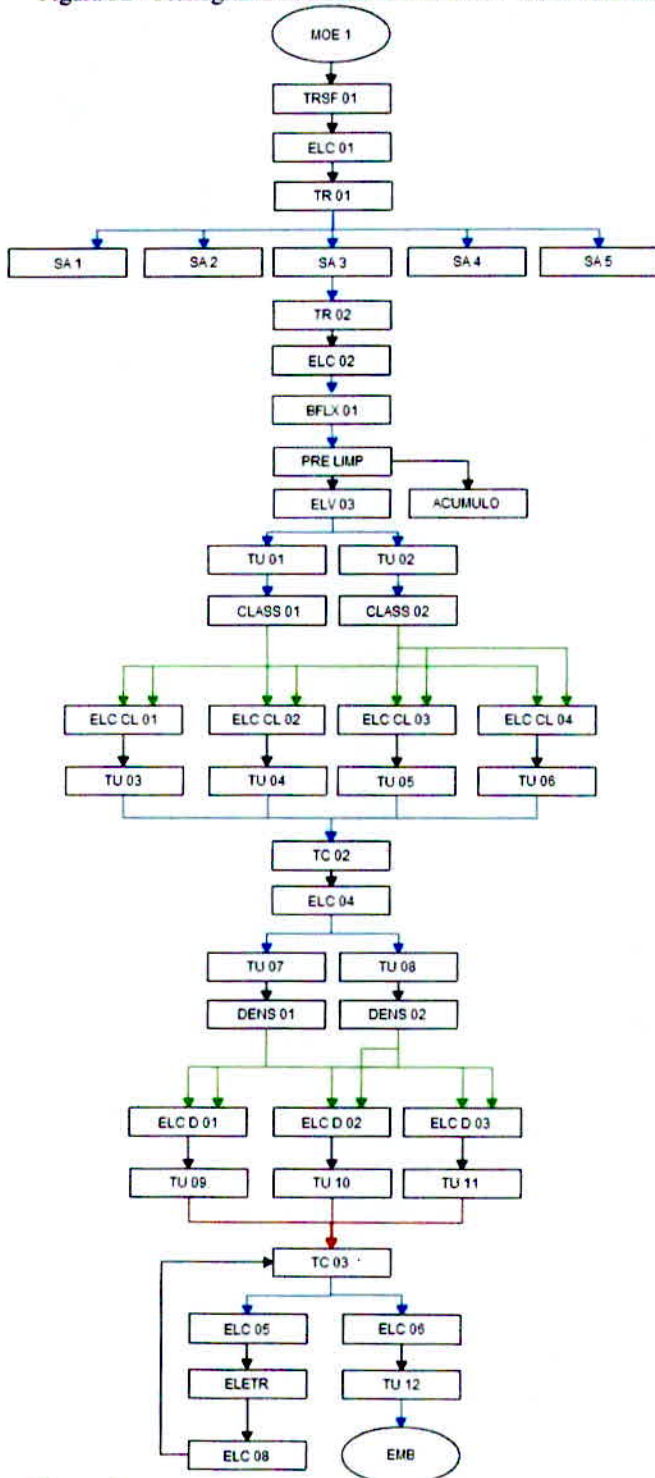 MOE 1
TRSF 01
ELC 01
TR 01
SA 1 SA 2 SA 3 SA 4 SA 5
TR 02
ELC 02
BFLX 01
PRE LIMP
ELV 03 ACUMULO
TU 01 TU 02
CLASS 01 CLASS 02
ELC CL 01 ELC CL 02 ELC CL 03 ELC CL 04
TU 03 TU 04 TU 05 TU 06
TC 02
ELC 04
TU 07 TU 08
DENS 01 DENS 02
ELC D 01 ELC D 02 ELC D 03
TU 09 TU 10 TU 11
TC 03
ELC 05 ELC 06
ELETR TU 12
ELC 08 EMB